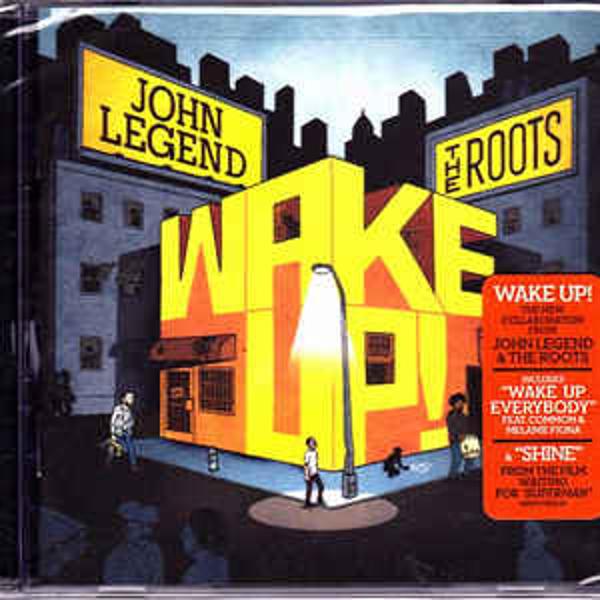 JOHN
LEGEND
THE ROOTS
WAKE
UP!
WAKE UP!
THE NEW
COLLABORATION
FROM
JOHN LEGEND
& THE ROOTS
INCLUDES
"WAKE UP
EVERYBODY"
FEAT. COMMON &
MELANIE FIONA
& "SHINE"
FROM THE FILM
WAITING
FOR "SUPERMAN"